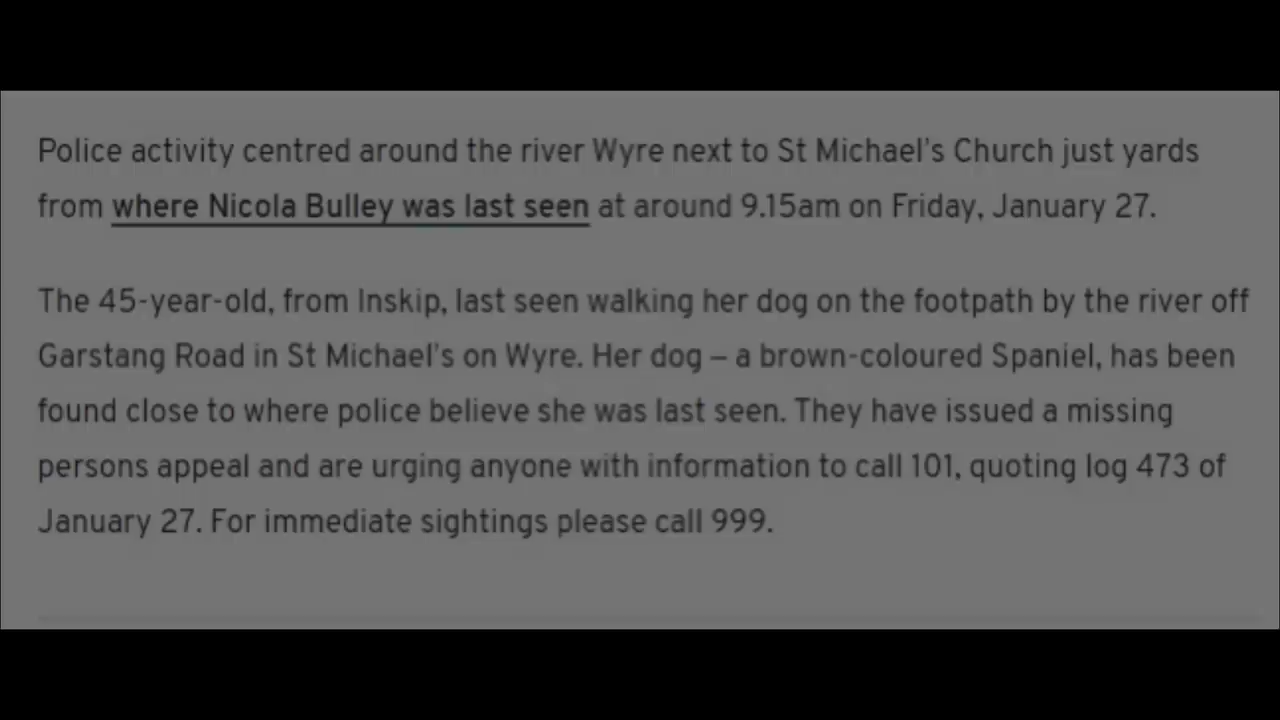 Police activity centred around the river Wyre next to St Michael's Church just yards
from where Nicola Bulley was last seen at around 9.15am on Friday, January 27.
The 45-year-old, from Inskip, last seen walking her dog on the footpath by the river off
Garstang Road in St Michael's on Wyre. Her dog – a brown-coloured Spaniel, has been
found close to where police believe she was last seen. They have issued a missing
persons appeal and are urging anyone with information to call 101, quoting log 473 of
January 27. For immediate sightings please call 999.